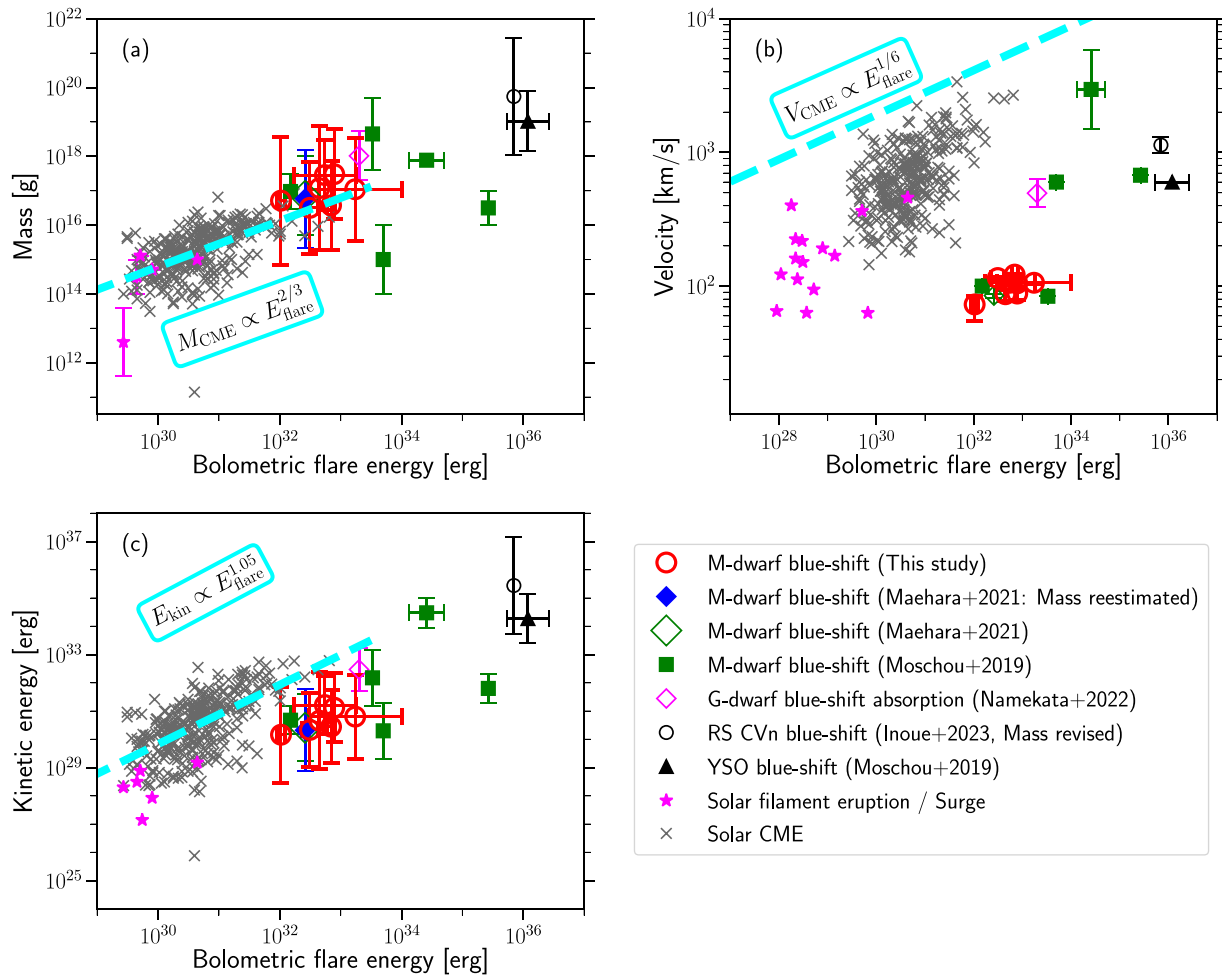 (a)
10^22
10^20
10^18
10^16
10^14
10^12
Mass [g]
M_CME ∝ E_flare^2/3
10^30 10^32 10^34 10^36
Bolometric flare energy [erg]
(b)
10^4
10^3
10^2
Velocity [km/s]
V_CME ∝ E_flare^1/6
10^28 10^30 10^32 10^34 10^36
Bolometric flare energy [erg]
(c)
10^37
10^33
10^29
10^25
Kinetic energy [erg]
E_kin ∝ E_flare^1.05
10^30 10^32 10^34 10^36
Bolometric flare energy [erg]
M-dwarf blue-shift (This study)
M-dwarf blue-shift (Maehara+2021: Mass reestimated)
M-dwarf blue-shift (Maehara+2021)
M-dwarf blue-shift (Moschou+2019)
G-dwarf blue-shift absorption (Namekata+2022)
RS CVn blue-shift (Inoue+2023, Mass revised)
YSO blue-shift (Moschou+2019)
Solar filament eruption / Surge
Solar CME